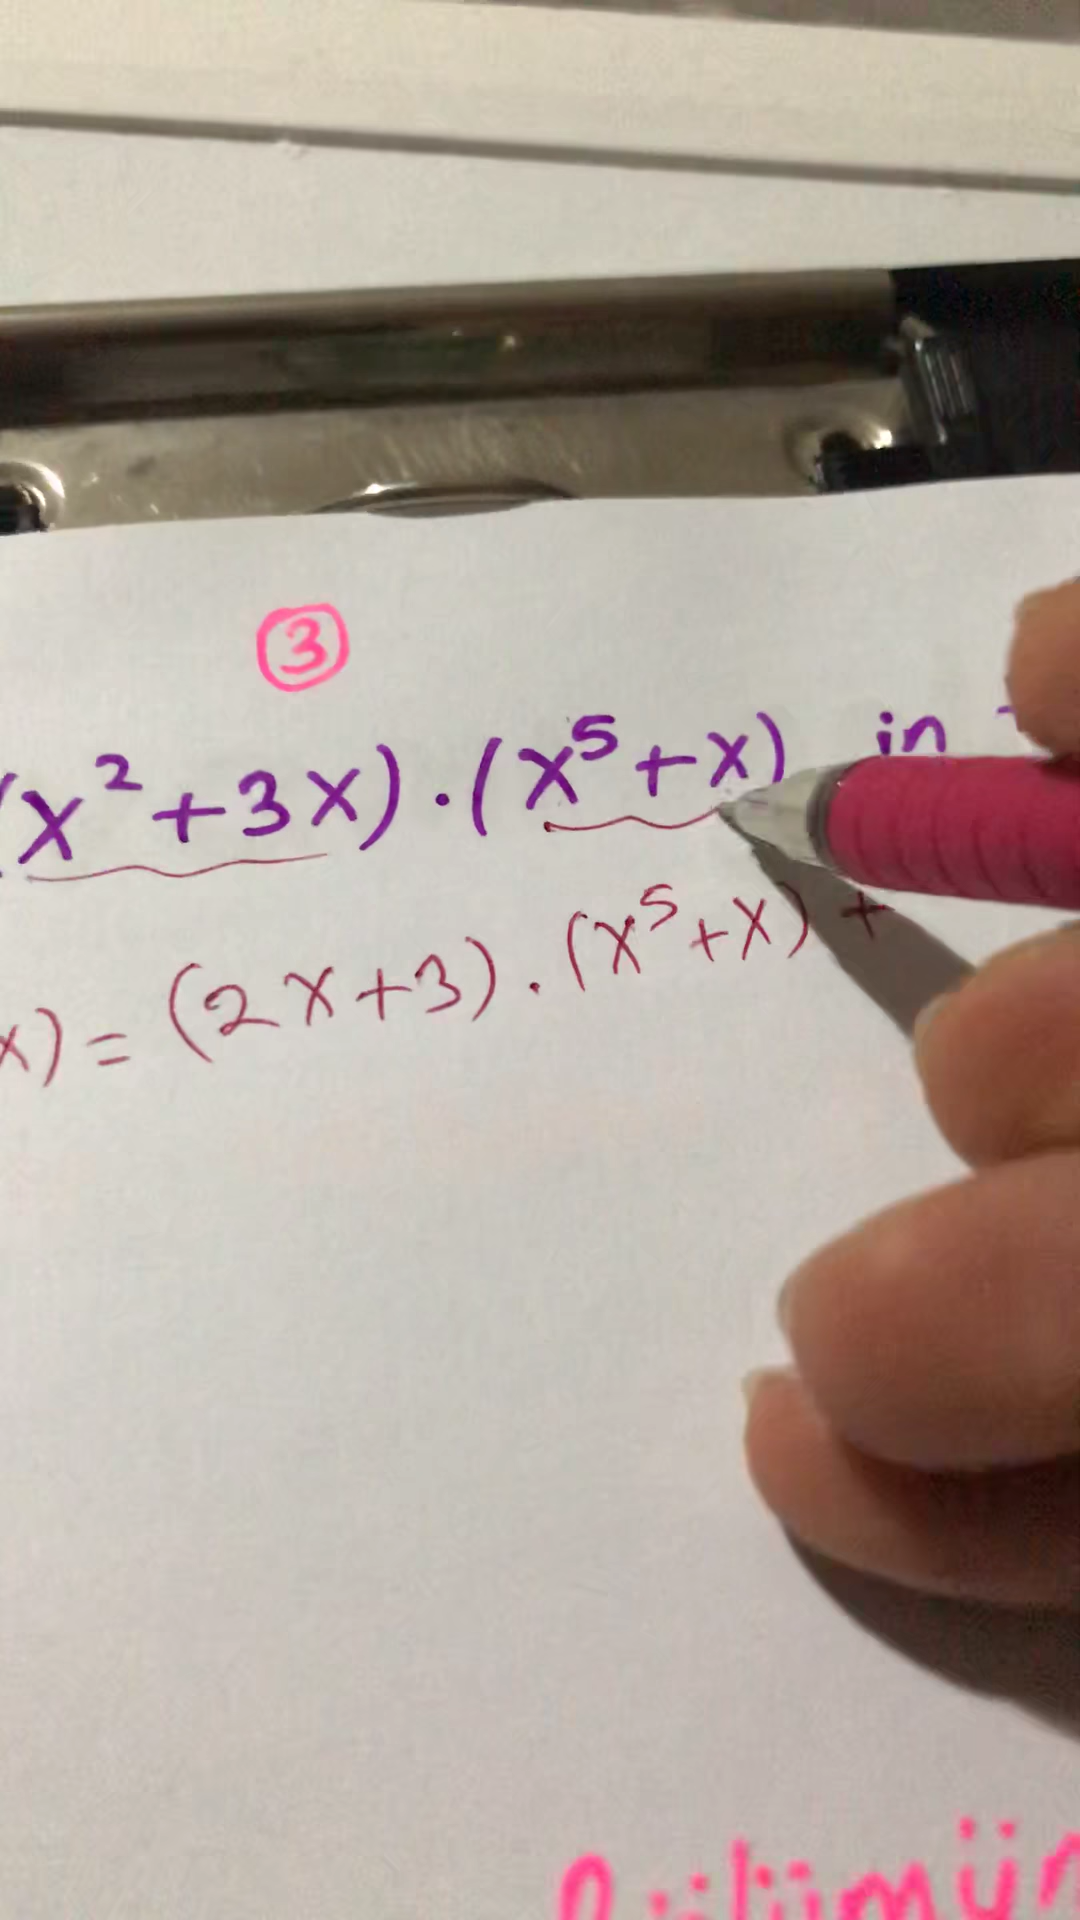 3
(x²+3x).(x⁵+x) in
x)=(2x+3).(x⁵+x)+